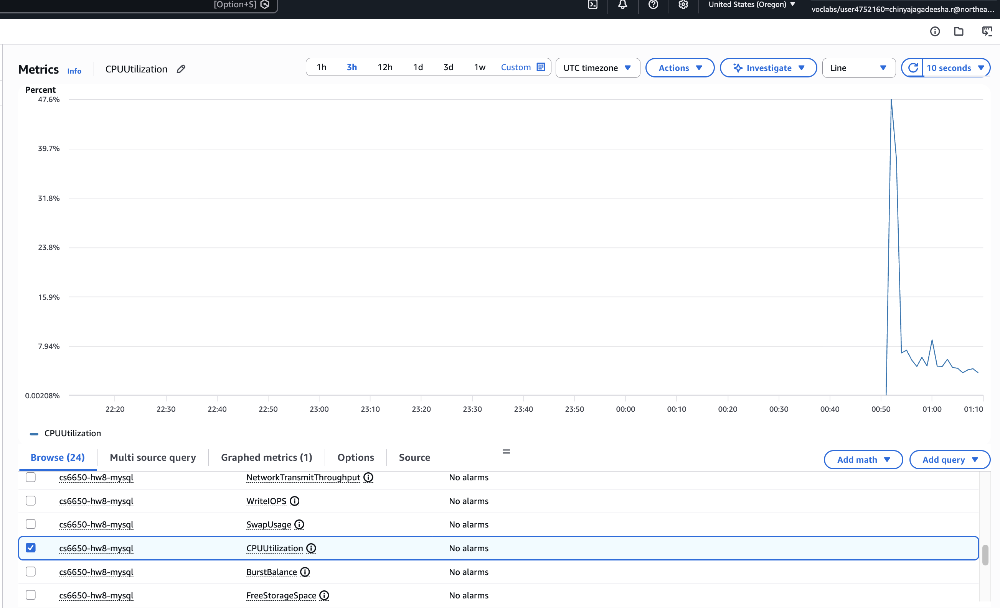 [Option+S]
United States (Oregon)
voclabs/user4752160=chinyajagadeesha.r@northea...
Metrics Info CPUUtilization 1h 3h 12h 1d 3d 1w Custom UTC timezone Actions Investigate Line 10 seconds
Percent
47.6%
39.7%
31.8%
23.8%
15.9%
7.94%
0.00208%
22:20 22:30 22:40 22:50 23:00 23:10 23:20 23:30 23:40 23:50 00:00 00:10 00:20 00:30 00:40 00:50 01:00 01:10
CPUUtilization
Browse (24) Multi source query Graphed metrics (1) Options Source = Add math Add query
cs6650-hw8-mysql NetworkTransmitThroughput No alarms
cs6650-hw8-mysql WriteIOPS No alarms
cs6650-hw8-mysql SwapUsage No alarms
cs6650-hw8-mysql CPUUtilization No alarms
cs6650-hw8-mysql BurstBalance No alarms
cs6650-hw8-mysql FreeStorageSpace No alarms